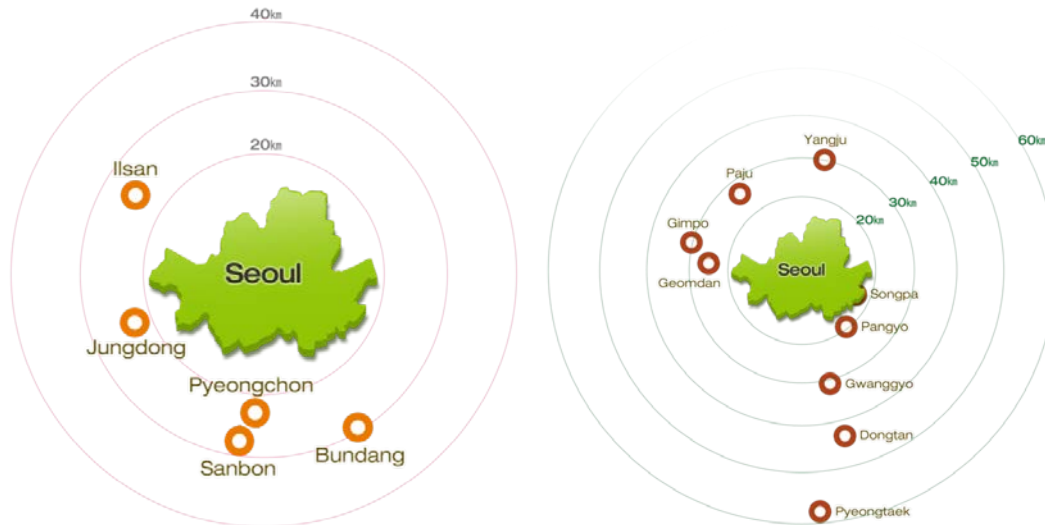 40㎞
30㎞
20㎞
Ilsan
Seoul
Jungdong
Pyeongchon
Sanbon
Bundang
60㎞
50㎞
40㎞
30㎞
20㎞
Yangju
Paju
Gimpo
Geomdan
Seoul
Songpa
Pangyo
Gwanggyo
Dongtan
Pyeongtaek